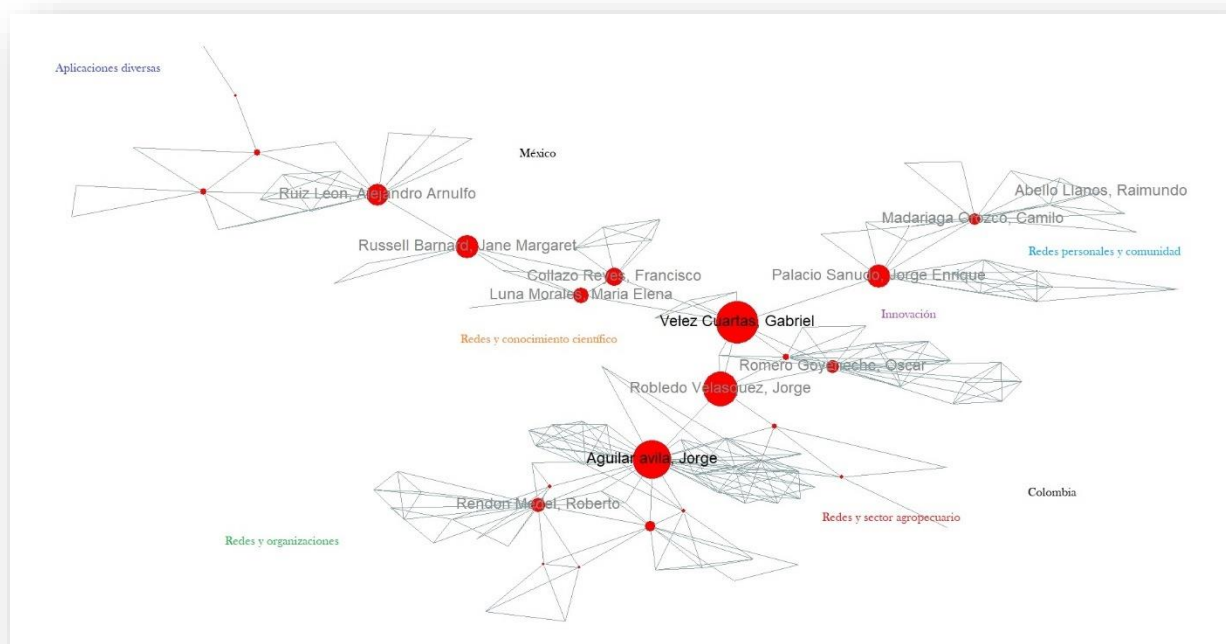 Aplicaciones diversas
México
Abello Llanos, Raimundo
Ruiz Leon, Alejandro Arnulfo
Madariaga Orozco, Camilo
Russell Barnard, Jane Margaret
Redes personales y comunidad
Collazo Reyes, Francisco
Palacio Sanudo, Jorge Enrique
Luna Morales, Maria Elena
Innovación
Velez Cuartas, Gabriel
Redes y conocimiento científico
Romero Goyeneche, Oscar
Robledo Velasquez, Jorge
Aguilar avila, Jorge
Colombia
Rendon Medel, Roberto
Redes y sector agropecuario
Redes y organizaciones